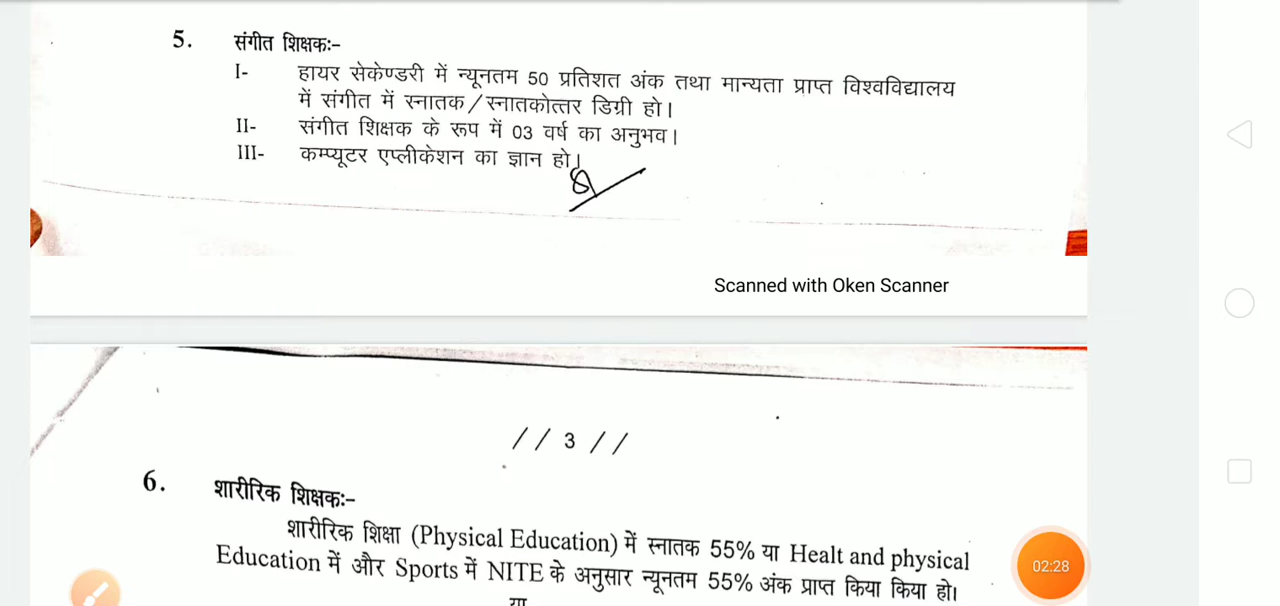 5. संगीत शिक्षकः–
I- हायर सेकेण्डरी में न्यूनतम 50 प्रतिशत अंक तथा मान्यता प्राप्त विश्वविद्यालय
में संगीत में स्नातक/स्नातकोत्तर डिग्री हो।
II- संगीत शिक्षक के रूप में 03 वर्ष का अनुभव।
III- कम्प्यूटर एप्लीकेशन का ज्ञान हो।
Scanned with Oken Scanner
// 3 //
6. शारीरिक शिक्षकः–
शारीरिक शिक्षा (Physical Education) में स्नातक 55% या Healt and physical
Education में और Sports में NITE के अनुसार न्यूनतम 55% अंक प्राप्त किया किया हो।
या
02:28